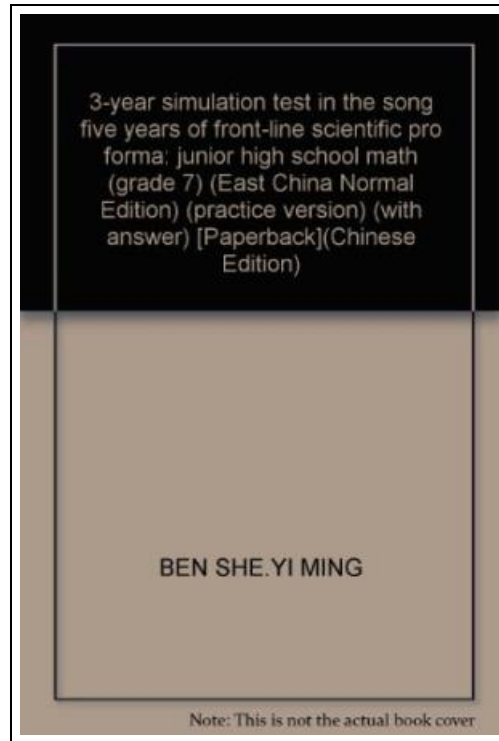 3-year simulation test in the song
five years of front-line scientific pro
forma: junior high school math
(grade 7) (East China Normal
Edition) (practice version) (with
answer) [Paperback](Chinese
Edition)
BEN SHE.YI MING
Note: This is not the actual book cover